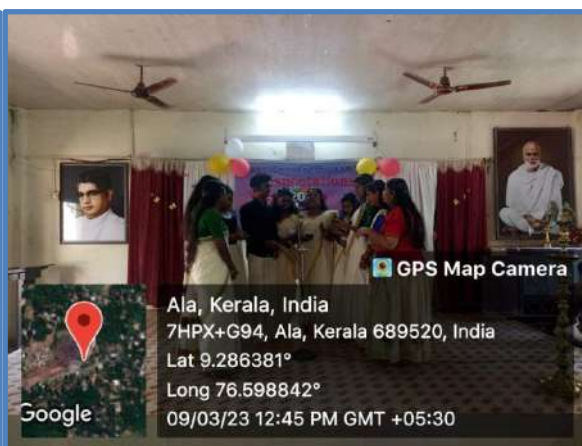 GPS Map Camera
Ala, Kerala, India
7HPX+G94, Ala, Kerala 689520, India
Lat 9.286381°
Long 76.598842°
09/03/23 12:45 PM GMT +05:30
Google